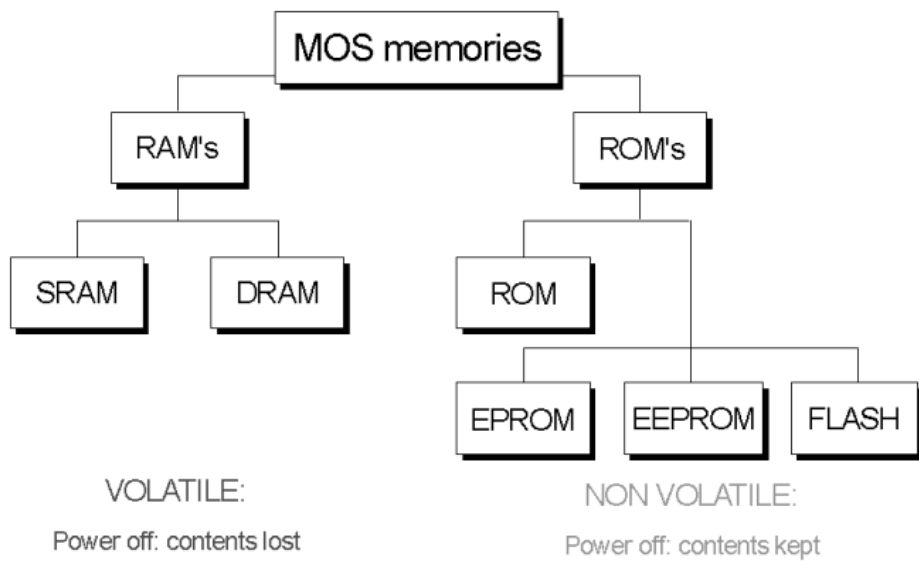 MOS memories
RAM's
ROM's
SRAM
DRAM
ROM
EPROM
EEPROM
FLASH
VOLATILE:
Power off: contents lost
NON VOLATILE:
Power off: contents kept